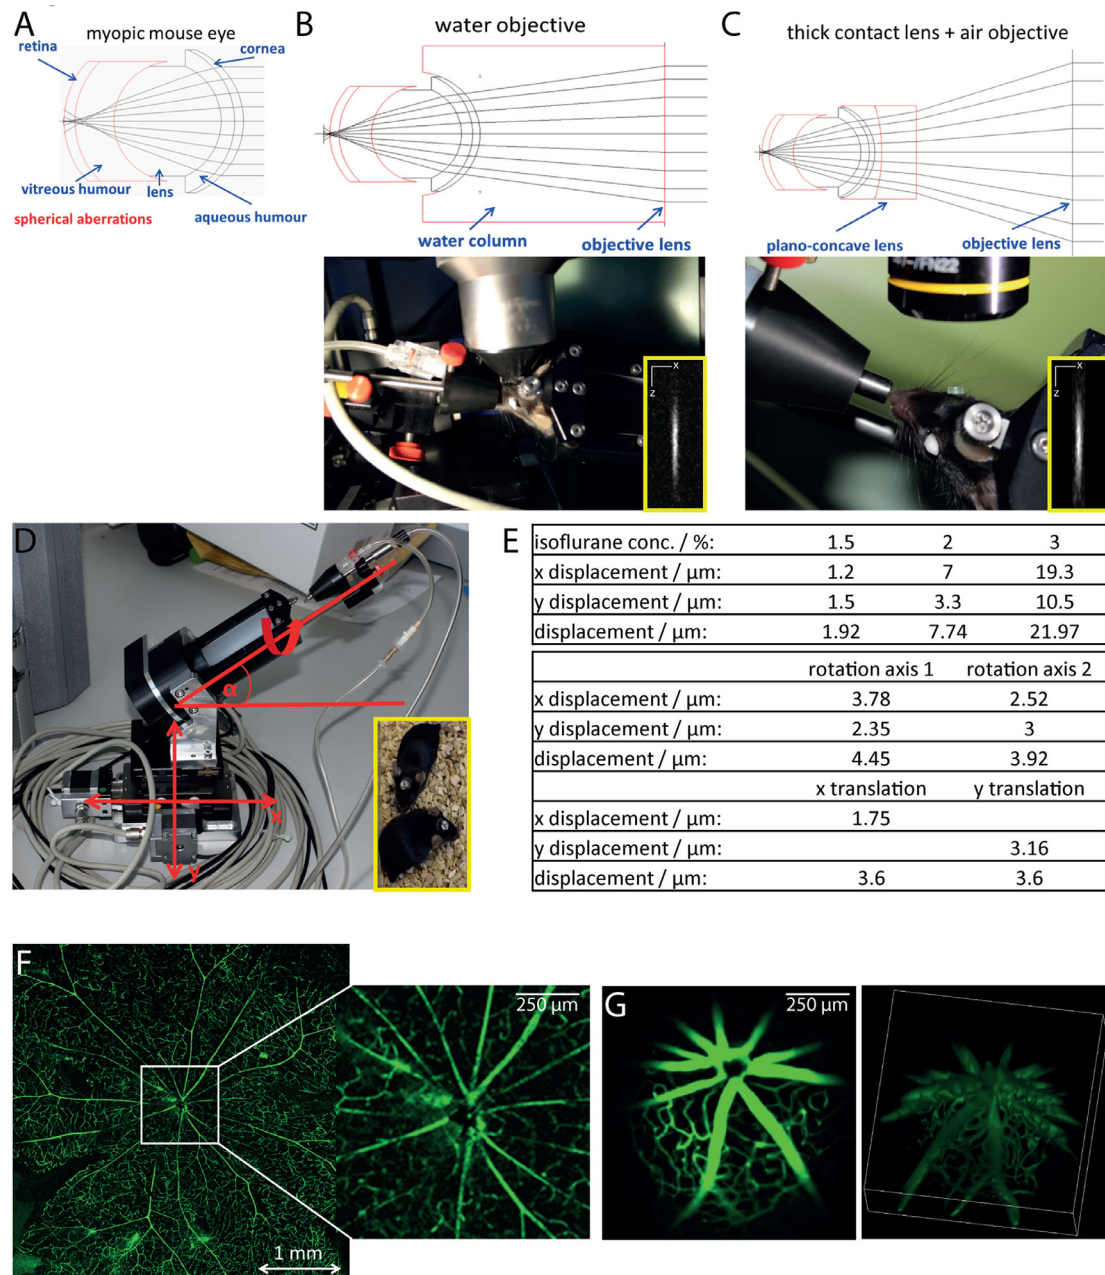 A
myopic mouse eye
retina
cornea
vitreous humour
lens
aqueous humour
spherical aberrations
B
water objective
water column
objective lens
x
z
C
thick contact lens + air objective
plano-concave lens
objective lens
/FN22
x
z
D
α
x
y
E
isoflurane conc. / %: 1.5 2 3
x displacement / µm: 1.2 7 19.3
y displacement / µm: 1.5 3.3 10.5
displacement / µm: 1.92 7.74 21.97
rotation axis 1 rotation axis 2
x displacement / µm: 3.78 2.52
y displacement / µm: 2.35 3
displacement / µm: 4.45 3.92
x translation y translation
x displacement / µm: 1.75
y displacement / µm: 3.16
displacement / µm: 3.6 3.6
F
1 mm
250 µm
G
250 µm